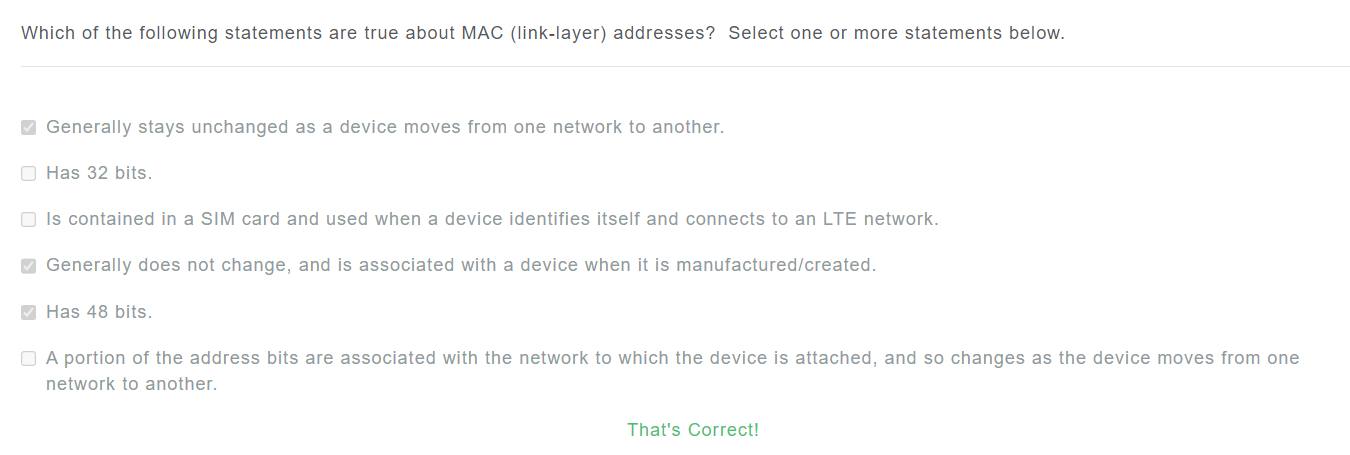 Which of the following statements are true about MAC (link-layer) addresses?  Select one or more statements below.
Generally stays unchanged as a device moves from one network to another.
Has 32 bits.
Is contained in a SIM card and used when a device identifies itself and connects to an LTE network.
Generally does not change, and is associated with a device when it is manufactured/created.
Has 48 bits.
A portion of the address bits are associated with the network to which the device is attached, and so changes as the device moves from one
network to another.
That's Correct!